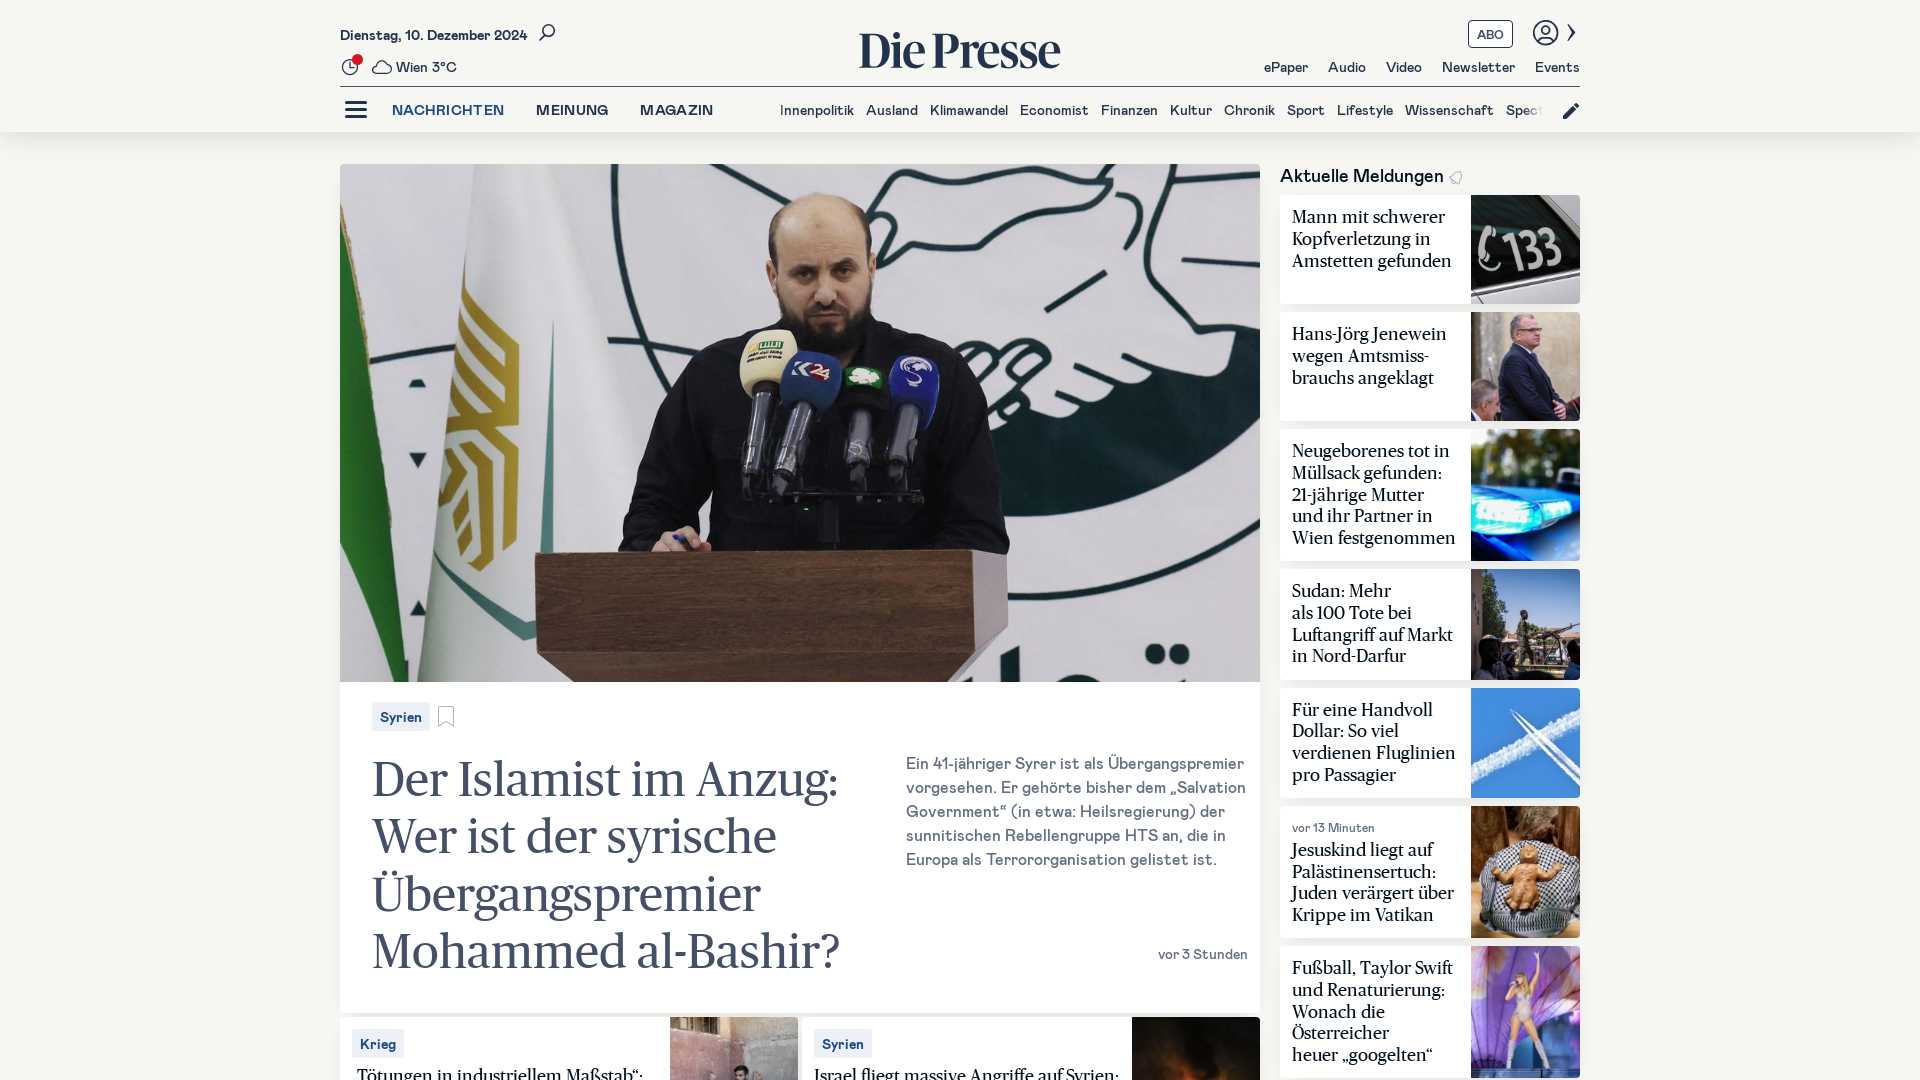 Dienstag, 10. Dezember 2024
Die Presse
ABO
Wien 3°C
ePaper Audio Video Newsletter Events
NACHRICHTEN MEINUNG MAGAZIN
Innenpolitik Ausland Klimawandel Economist Finanzen Kultur Chronik Sport Lifestyle Wissenschaft Spect
24
Syrien
Der Islamist im Anzug:
Wer ist der syrische
Übergangspremier
Mohammed al-Bashir?
Ein 41-jähriger Syrer ist als Übergangspremier
vorgesehen. Er gehörte bisher dem „Salvation
Government“ (in etwa: Heilsregierung) der
sunnitischen Rebellengruppe HTS an, die in
Europa als Terrororganisation gelistet ist.
vor 3 Stunden
Krieg
„Tötungen in industriellem Maßstab“:
Syrien
Israel fliegt massive Angriffe auf Syrien:
Aktuelle Meldungen
Mann mit schwerer
Kopfverletzung in
Amstetten gefunden
133
Hans-Jörg Jenewein
wegen Amtsmiss-
brauchs angeklagt
Neugeborenes tot in
Müllsack gefunden:
21-jährige Mutter
und ihr Partner in
Wien festgenommen
Sudan: Mehr
als 100 Tote bei
Luftangriff auf Markt
in Nord-Darfur
Für eine Handvoll
Dollar: So viel
verdienen Fluglinien
pro Passagier
vor 13 Minuten
Jesuskind liegt auf
Palästinensertuch:
Juden verärgert über
Krippe im Vatikan
Fußball, Taylor Swift
und Renaturierung:
Wonach die
Österreicher
heuer „googelten“